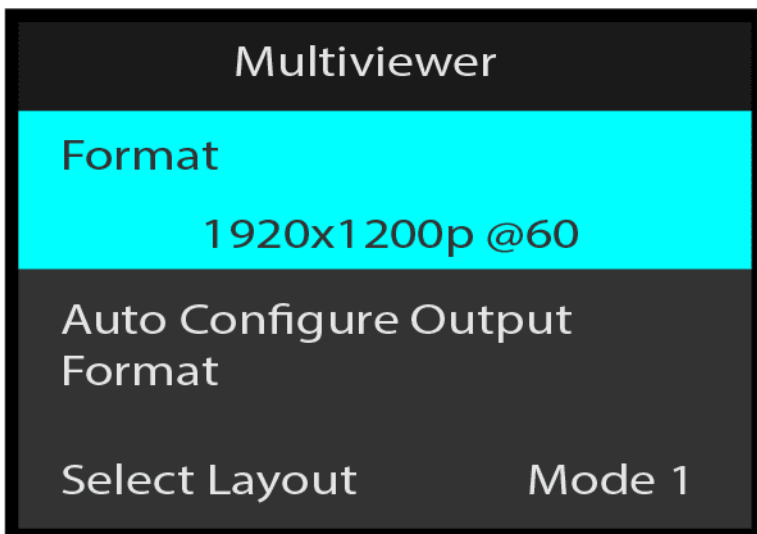 Multiviewer
Format
1920x1200p @60
Auto Configure Output
Format
Select Layout Mode 1